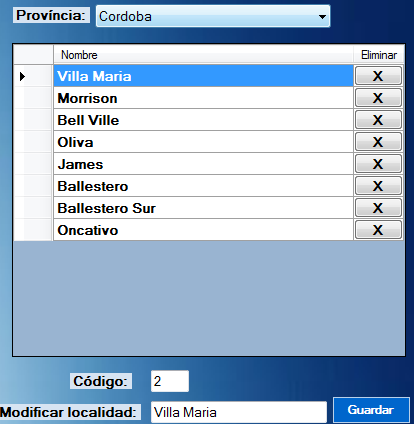 Província: Cordoba
Nombre Eliminar
Villa Maria X
Morrison X
Bell Ville X
Oliva X
James X
Ballestero X
Ballestero Sur X
Oncativo X
Código: 2
Modificar localidad: Villa Maria Guardar